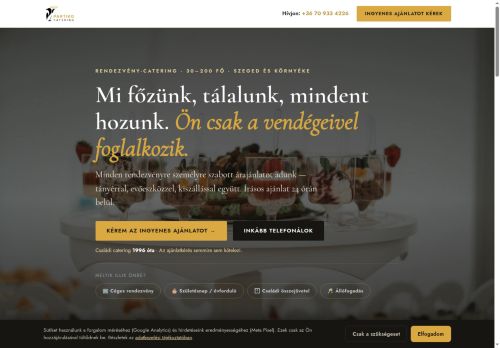 PARTIKO
CATERING
Hívjon: +36 70 933 4226
INGYENES AJÁNLATOT KÉREK
RENDEZVÉNY-CATERING · 30–200 FŐ · SZEGED ÉS KÖRNYÉKE
Mi főzünk, tálalunk, mindent
hozunk. Ön csak a vendégeivel
foglalkozik.
Minden rendezvényre személyre szabott árajánlatot adunk —
tányérral, evőeszközzel, kiszállással együtt. Írásos ajánlat 24 órán
belül.
KÉREM AZ INGYENES AJÁNLATOT →
INKÁBB TELEFONÁLOK
Családi catering 1996 óta · Az ajánlatkérés semmire sem kötelez.
MELYIK ILLIK ÖNRE?
Céges rendezvény
Születésnap / évforduló
Családi összejövetel
Állófogadás
Sütiket használunk a forgalom méréséhez (Google Analytics) és hirdetéseink eredményességéhez (Meta Pixel). Ezek csak az Ön
hozzájárulásával töltődnek be. Részletek az adatkezelési tájékoztatóban.
Csak a szükségeset
Elfogadom